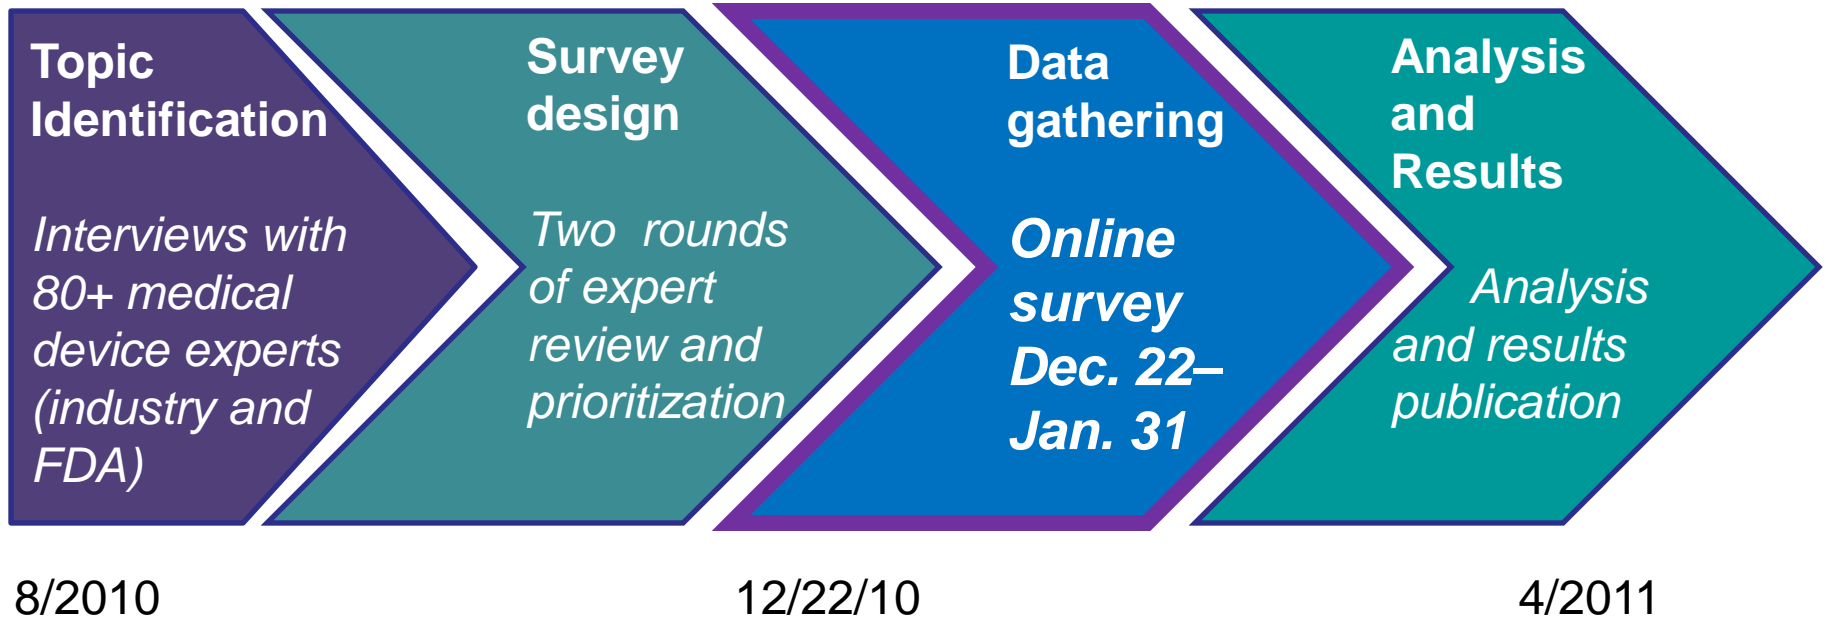 Topic
Identification
Interviews with
80+ medical
device experts
(industry and
FDA)
Survey
design
Two rounds
of expert
review and
prioritization
Data
gathering
Online
survey
Dec. 22–
Jan. 31
Analysis
and
Results
Analysis
and results
publication
8/2010
12/22/10
4/2011